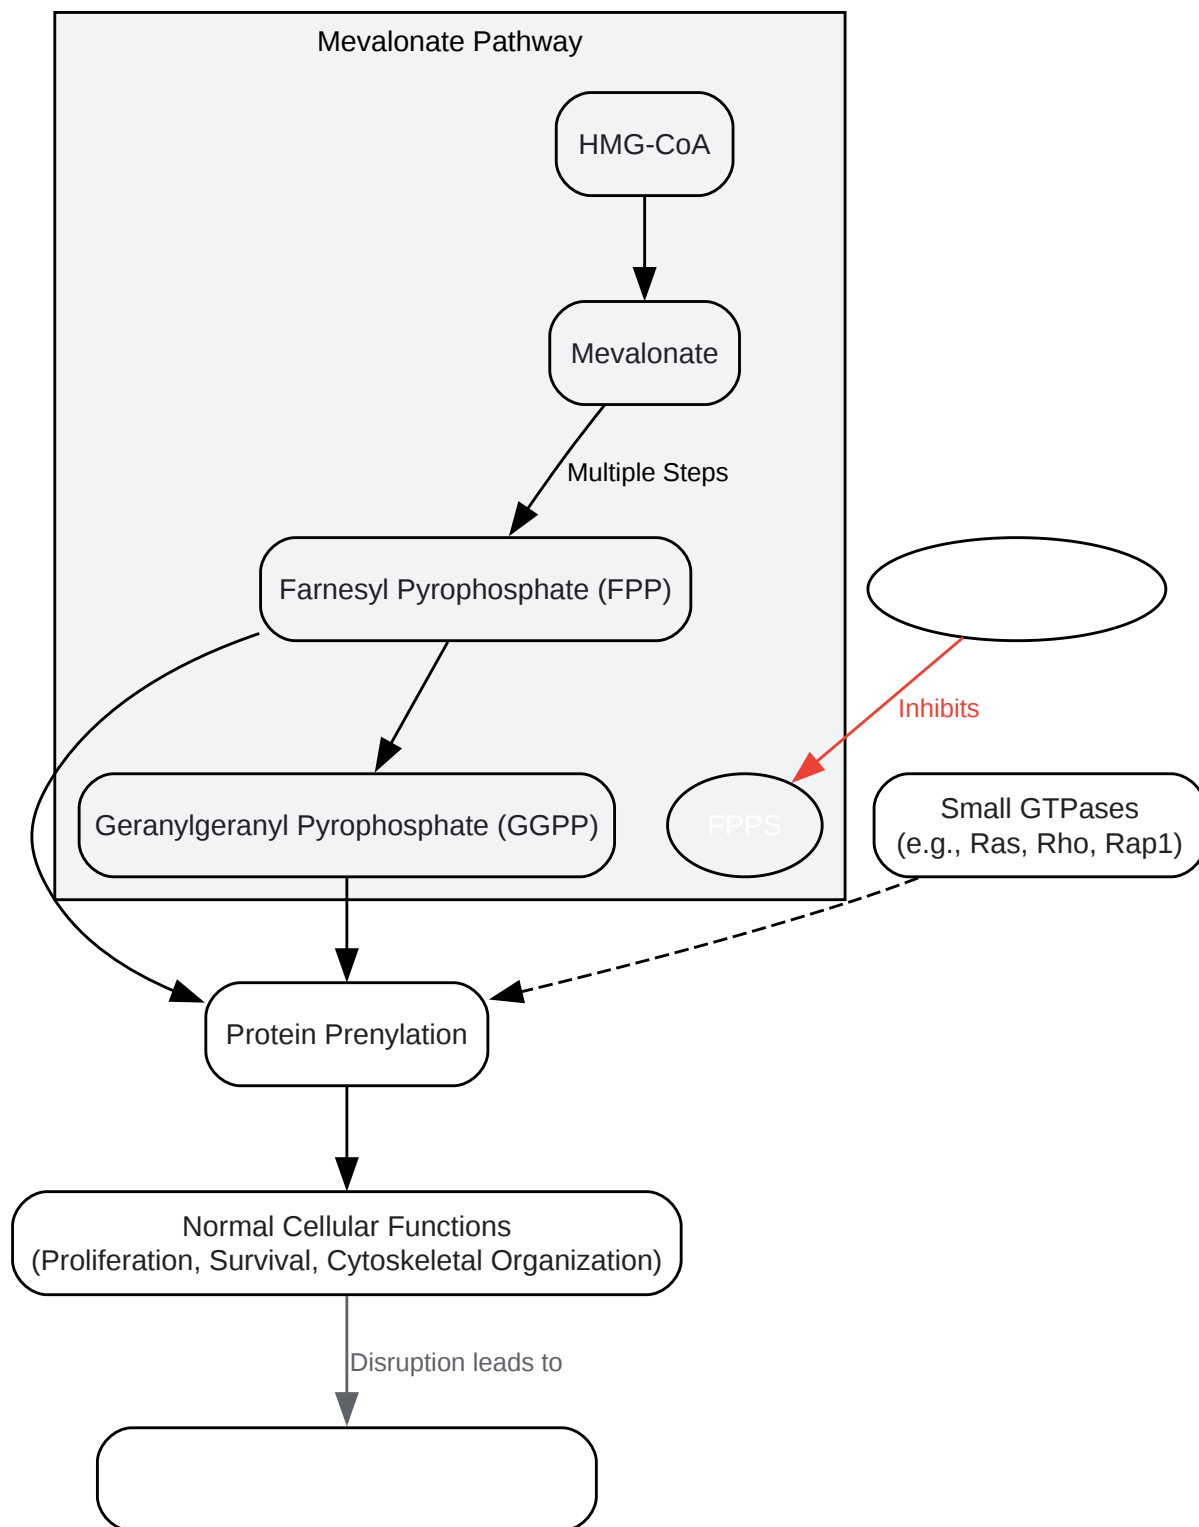 Mevalonate Pathway
HMG-CoA
Mevalonate
Multiple Steps
Farnesyl Pyrophosphate (FPP)
Inhibits
Geranylgeranyl Pyrophosphate (GGPP)
FPPS
Small GTPases
(e.g., Ras, Rho, Rap1)
Protein Prenylation
Normal Cellular Functions
(Proliferation, Survival, Cytoskeletal Organization)
Disruption leads to